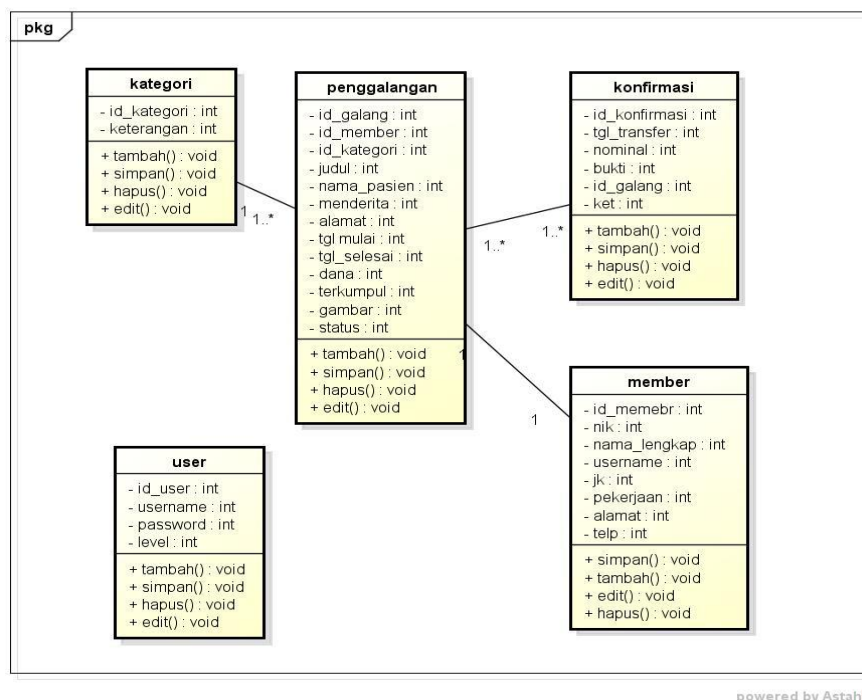 pkg
kategori
- id_kategori : int
- keterangan : int
+ tambah() : void
+ simpan() : void
+ hapus() : void
+ edit() : void
1
1..*
penggalangan
- id_galang : int
- id_member : int
- id_kategori : int
- judul : int
- nama_pasien : int
- menderita : int
- alamat : int
- tgl mulai : int
- tgl_selesai : int
- dana : int
- terkumpul : int
- gambar : int
- status : int
+ tambah() : void
+ simpan() : void
+ hapus() : void
+ edit() : void
1..*
1..*
konfirmasi
- id_konfirmasi : int
- tgl_transfer : int
- nominal : int
- bukti : int
- id_galang : int
- ket : int
+ tambah() : void
+ simpan() : void
+ hapus() : void
+ edit() : void
1
1
member
- id_memebr : int
- nik : int
- nama_lengkap : int
- username : int
- jk : int
- pekerjaan : int
- alamat : int
- telp : int
+ simpan() : void
+ tambah() : void
+ edit() : void
+ hapus() : void
user
- id_user : int
- username : int
- password : int
- level : int
+ tambah() : void
+ simpan() : void
+ hapus() : void
+ edit() : void
powered by Astah